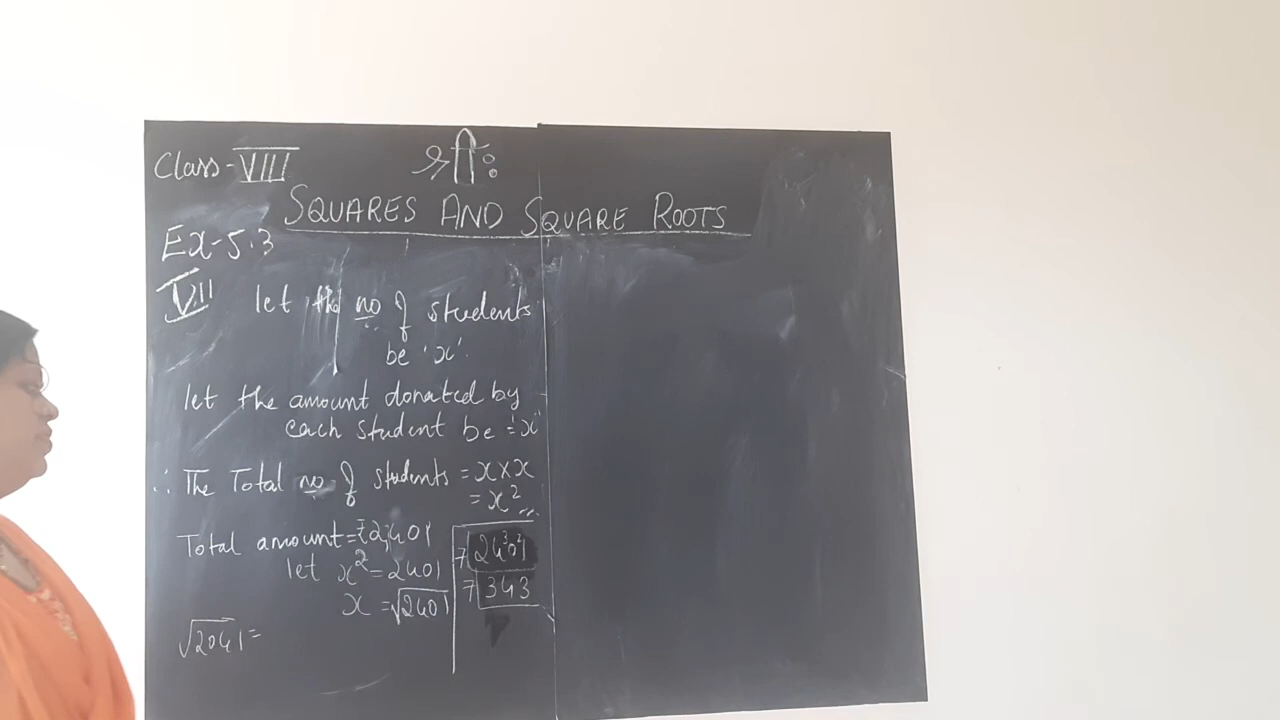 Class-VIII
SQUARES AND SQUARE ROOTS
Ex-5.3
VII let the no of students
be 'x'.
let the amount donated by
each student be = 'x'
∴ The Total no of students = x×x
= x²
Total amount = ₹2,401
let x² = 2401
x = √2401
√2041 =
7 2401
7 343